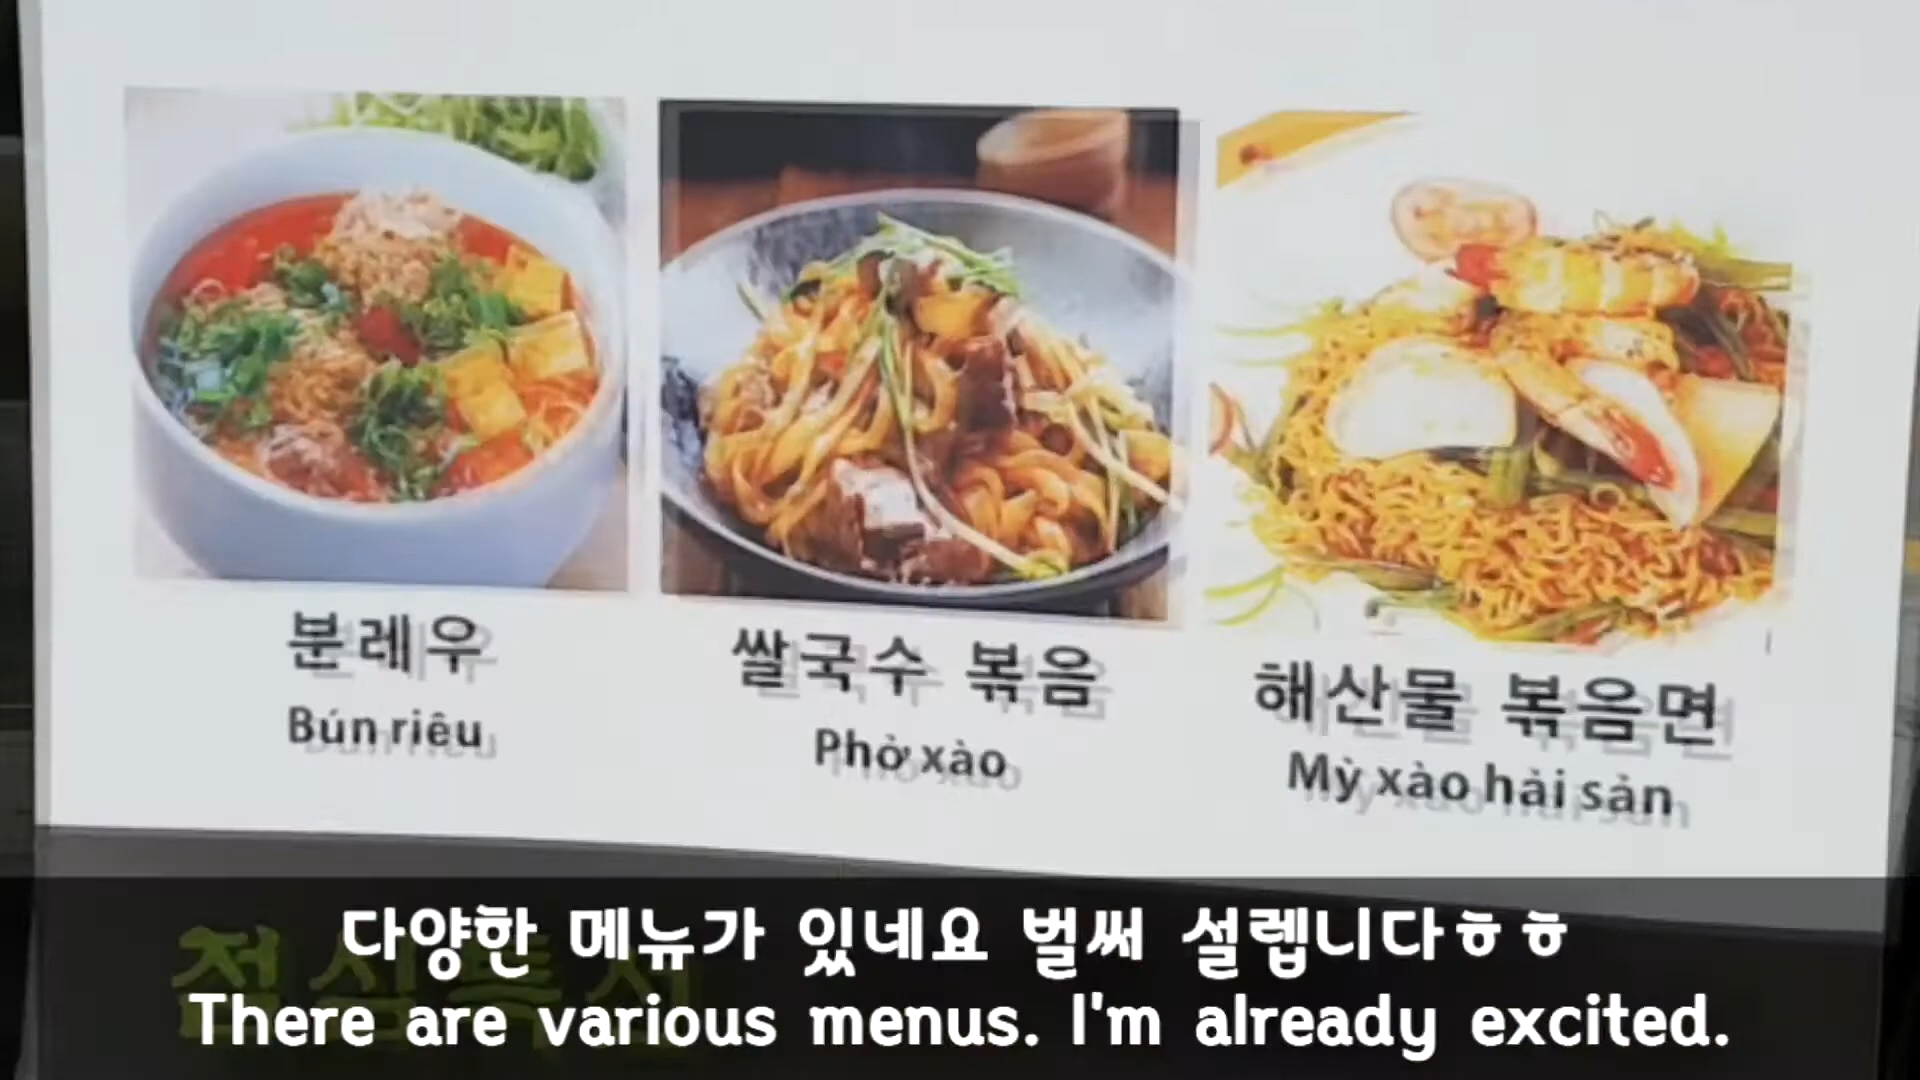 분레우
Bún riêu
쌀국수 볶음
Phở xào
해산물 볶음면
Mỳ xào hải sản
다양한 메뉴가 있네요 벌써 설렙니다ㅎㅎ
There are various menus. I'm already excited.